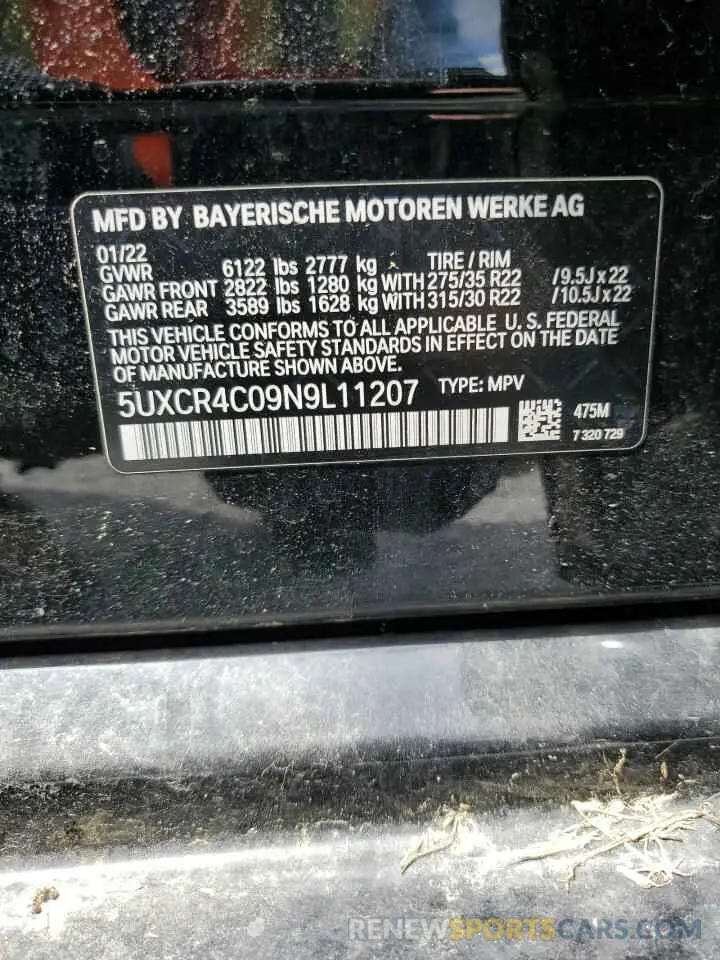 MFD BY BAYERISCHE MOTOREN WERKE AG
01/22
GVWR 6122 lbs 2777 kg TIRE / RIM
GAWR FRONT 2822 lbs 1280 kg WITH 275/35 R22 /9.5J x 22
GAWR REAR 3589 lbs 1628 kg WITH 315/30 R22 /10.5J x 22
THIS VEHICLE CONFORMS TO ALL APPLICABLE U. S. FEDERAL
MOTOR VEHICLE SAFETY STANDARDS IN EFFECT ON THE DATE
OF MANUFACTURE SHOWN ABOVE.
5UXCR4C09N9L11207 TYPE: MPV
475M
7 320 729
RENEWSPORTSCARS.COM